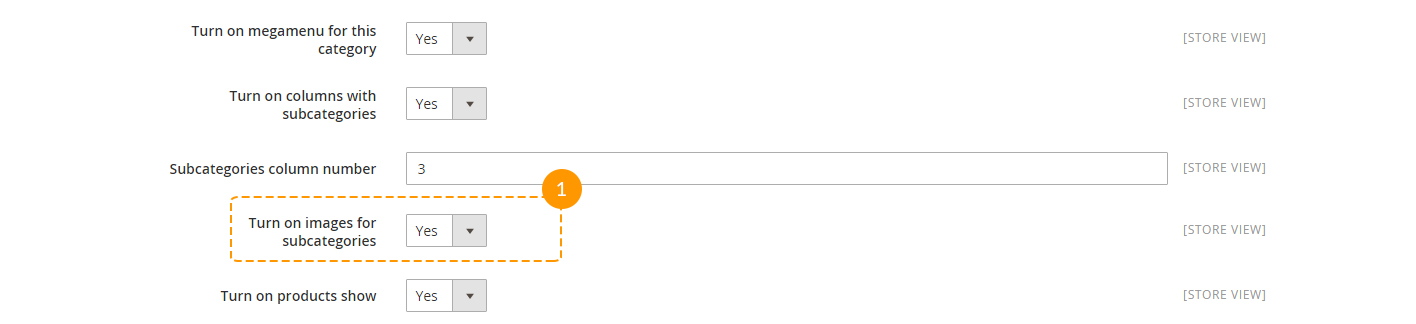 Turn on megamenu for this
category
Yes
[STORE VIEW]
Turn on columns with
subcategories
Yes
[STORE VIEW]
Subcategories column number
3
[STORE VIEW]
1
Turn on images for
subcategories
Yes
[STORE VIEW]
Turn on products show
Yes
[STORE VIEW]